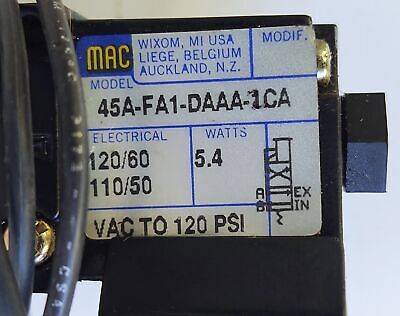 MAC
WIXOM, MI USA
LIEGE, BELGIUM
AUCKLAND, N.Z.
MODIF.
MODEL
45A-FA1-DAAA-1CA
ELECTRICAL WATTS
120/60 5.4
110/50
A EX
B IN
VAC TO 120 PSI
CSA